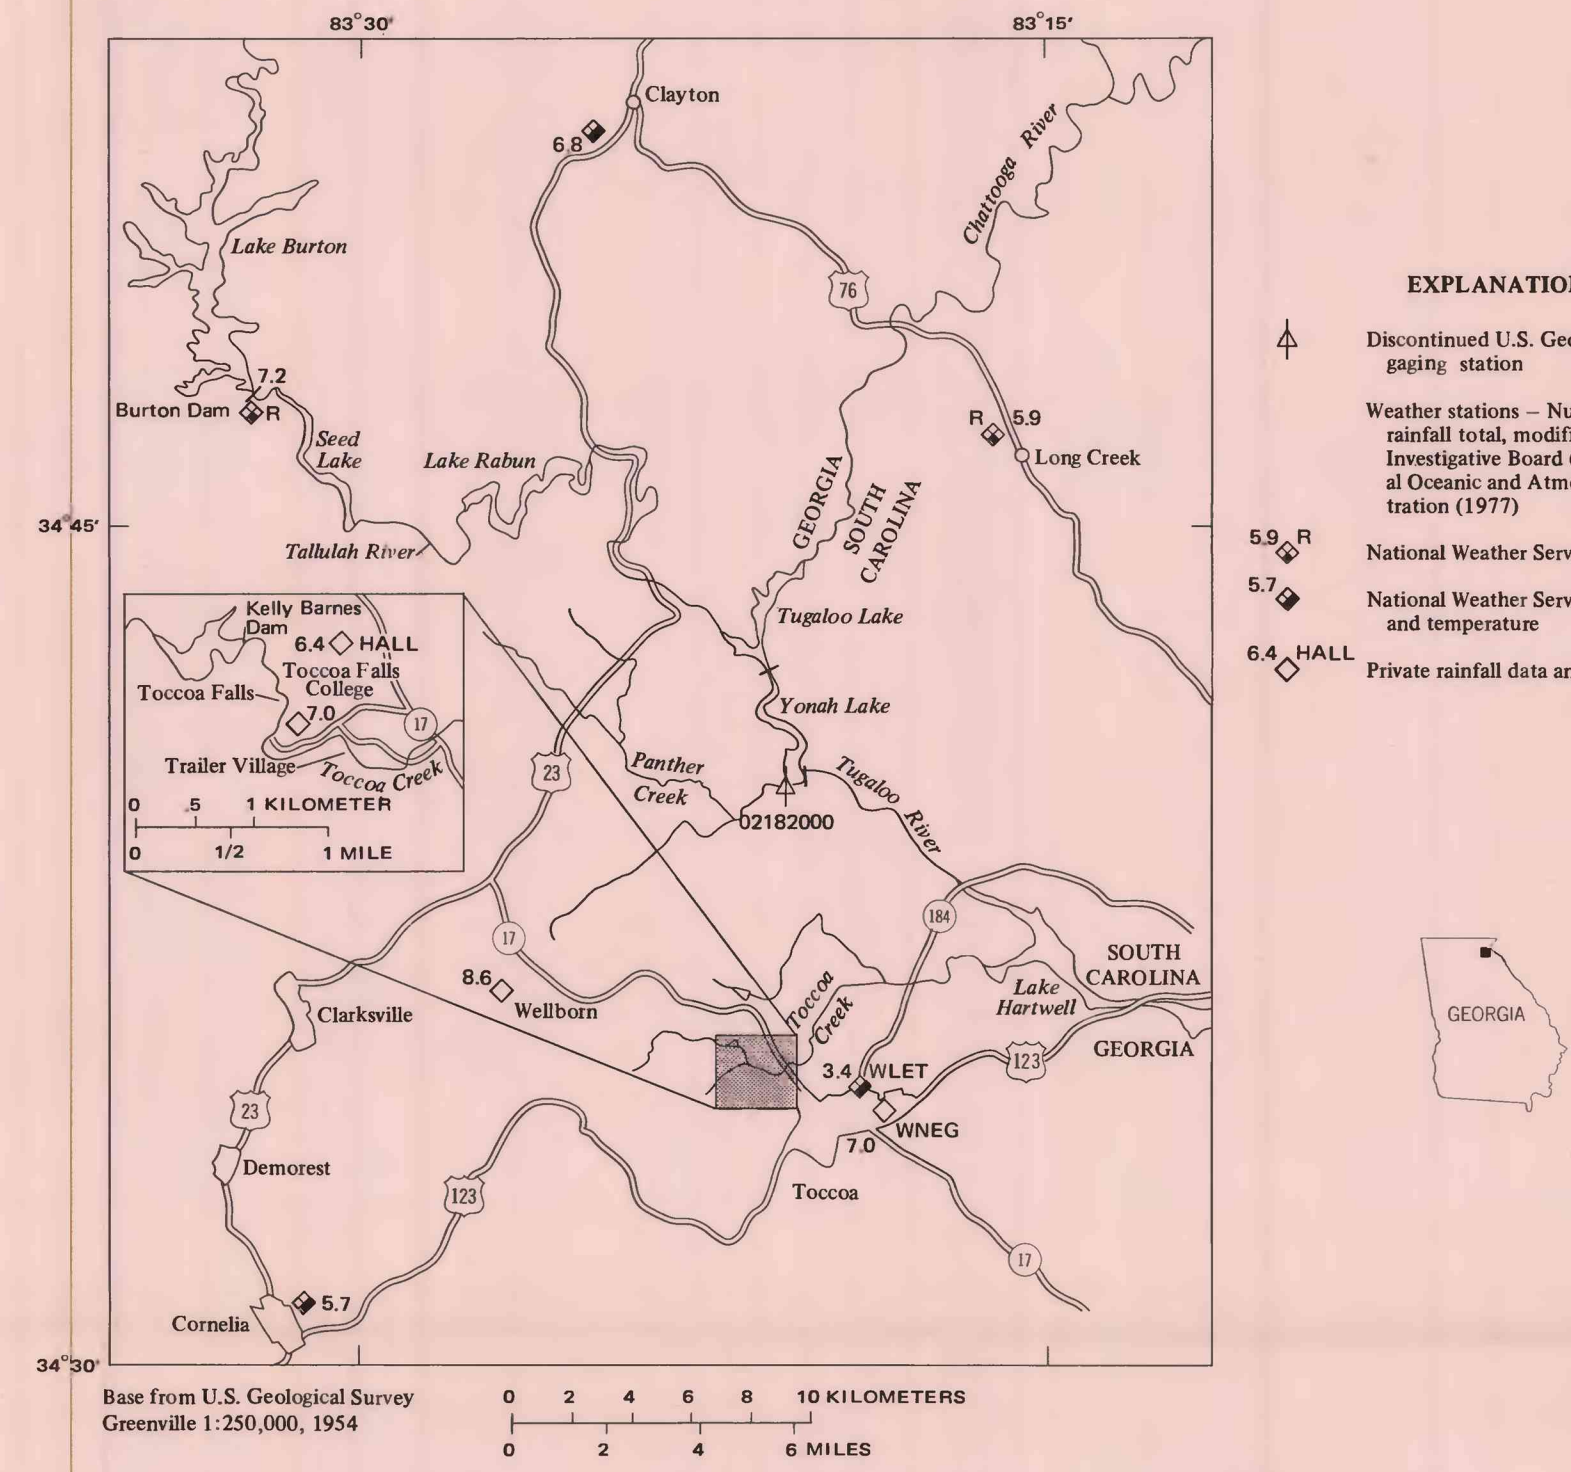 83°30'
83°15'
Clayton
6.8
Chattooga River
Lake Burton
76
7.2
Burton Dam
R
Seed
Lake
Lake Rabun
R 5.9
Long Creek
GEORGIA
SOUTH
CAROLINA
34°45'
Tallulah River
Tugaloo Lake
Yonah Lake
Kelly Barnes
Dam
6.4 HALL
Toccoa Falls
College
Toccoa Falls
7.0
17
Trailer Village
Toccoa Creek
0 .5 1 KILOMETER
0 1/2 1 MILE
23
Panther
Creek
Tugaloo River
02182000
184
17
SOUTH
CAROLINA
8.6
Wellborn
Toccoa
Creek
Lake
Hartwell
Clarksville
GEORGIA
123
3.4 WLET
WNEG
7.0
23
Demorest
123
Toccoa
17
5.7
Cornelia
34°30'
Base from U.S. Geological Survey
Greenville 1:250,000, 1954
0 2 4 6 8 10 KILOMETERS
0 2 4 6 MILES
EXPLANATIO
Discontinued U.S. Geo
gaging station
Weather stations – Nu
rainfall total, modif
Investigative Board
al Oceanic and Atm
tration (1977)
5.9 R
National Weather Serv
5.7
National Weather Serv
and temperature
6.4 HALL
Private rainfall data an
GEORGIA